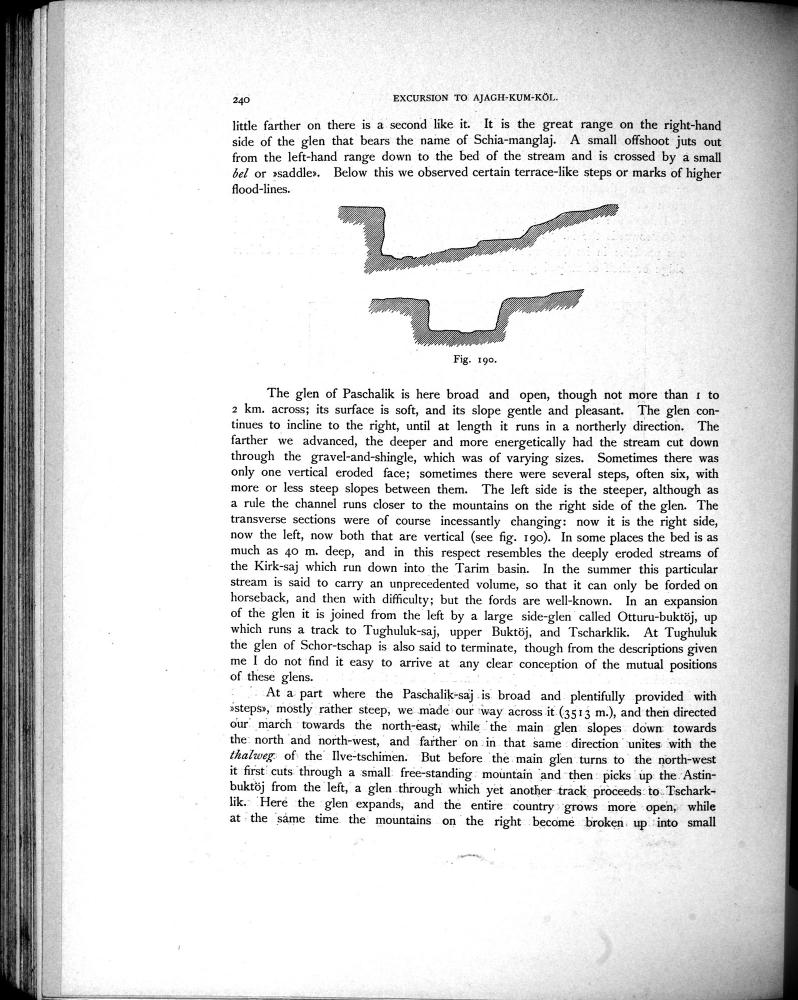 240
EXCURSION TO AJAGH-KUM-KÖL.
little farther on there is a second like it. It is the great range on the right-hand
side of the glen that bears the name of Schia-manglaj. A small offshoot juts out
from the left-hand range down to the bed of the stream and is crossed by a small
bel or »saddle». Below this we observed certain terrace-like steps or marks of higher
flood-lines.
Fig. 190.
The glen of Paschalik is here broad and open, though not more than 1 to
2 km. across; its surface is soft, and its slope gentle and pleasant. The glen con-
tinues to incline to the right, until at length it runs in a northerly direction. The
farther we advanced, the deeper and more energetically had the stream cut down
through the gravel-and-shingle, which was of varying sizes. Sometimes there was
only one vertical eroded face; sometimes there were several steps, often six, with
more or less steep slopes between them. The left side is the steeper, although as
a rule the channel runs closer to the mountains on the right side of the glen. The
transverse sections were of course incessantly changing: now it is the right side,
now the left, now both that are vertical (see fig. 190). In some places the bed is as
much as 40 m. deep, and in this respect resembles the deeply eroded streams of
the Kirk-saj which run down into the Tarim basin. In the summer this particular
stream is said to carry an unprecedented volume, so that it can only be forded on
horseback, and then with difficulty; but the fords are well-known. In an expansion
of the glen it is joined from the left by a large side-glen called Otturu-buktöj, up
which runs a track to Tughuluk-saj, upper Buktöj, and Tscharklik. At Tughuluk
the glen of Schor-tschap is also said to terminate, though from the descriptions given
me I do not find it easy to arrive at any clear conception of the mutual positions
of these glens.
At a part where the Paschalik-saj is broad and plentifully provided with
»steps», mostly rather steep, we made our way across it (3513 m.), and then directed
our march towards the north-east, while the main glen slopes down towards
the north and north-west, and farther on in that same direction unites with the
thalweg of the Ilve-tschimen. But before the main glen turns to the north-west
it first cuts through a small free-standing mountain and then picks up the Astin-
buktöj from the left, a glen through which yet another track proceeds to Tschark-
lik. Here the glen expands, and the entire country grows more open, while
at the same time the mountains on the right become broken up into small